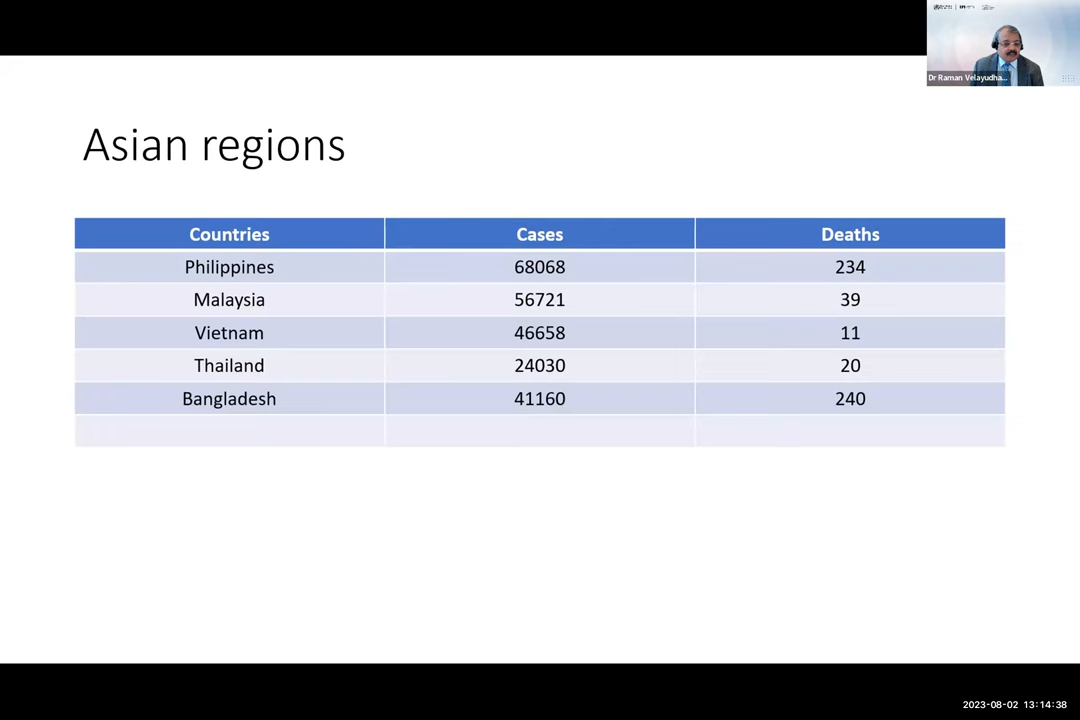 Dr Raman Velayudha...
Asian regions
Countries Cases Deaths
Philippines 68068 234
Malaysia 56721 39
Vietnam 46658 11
Thailand 24030 20
Bangladesh 41160 240
2023-08-02 13:14:38